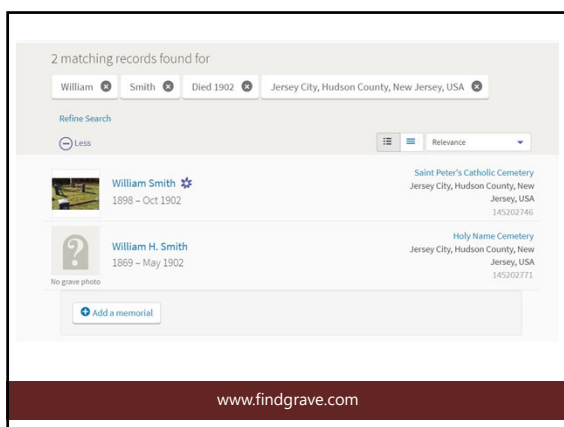 2 matching records found for
William Smith Died 1902 Jersey City, Hudson County, New Jersey, USA
Refine Search
Less
Relevance
William Smith
1898 – Oct 1902
Saint Peter's Catholic Cemetery
Jersey City, Hudson County, New
Jersey, USA
145202746
William H. Smith
1869 – May 1902
No grave photo
Holy Name Cemetery
Jersey City, Hudson County, New
Jersey, USA
145202771
Add a memorial
www.findgrave.com